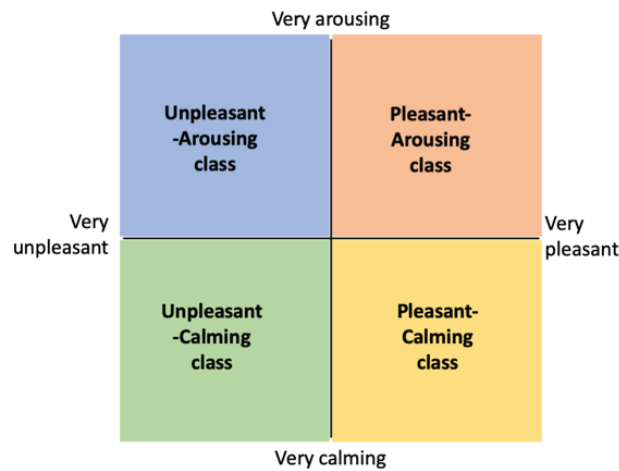 Very arousing
Unpleasant
-Arousing
class
Pleasant-
Arousing
class
Very
unpleasant
Very
pleasant
Unpleasant
-Calming
class
Pleasant-
Calming
class
Very calming